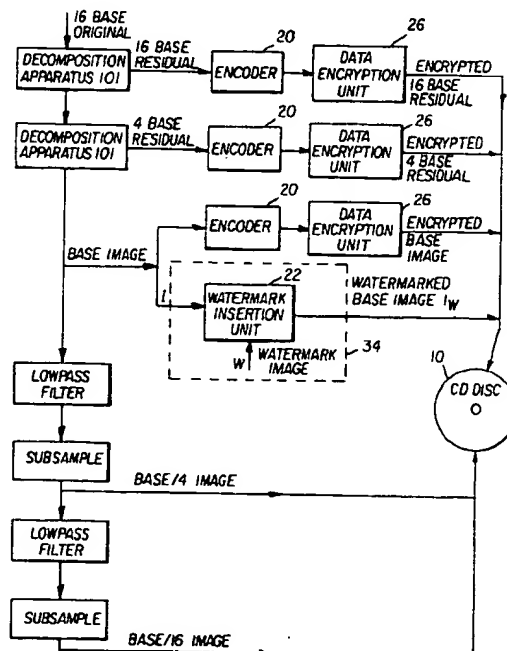 16 BASE
ORIGINAL
DECOMPOSITION
APPARATUS 101
16 BASE
RESIDUAL
20
ENCODER
26
DATA
ENCRYPTION
UNIT
ENCRYPTED
16 BASE
RESIDUAL
DECOMPOSITION
APPARATUS 101
4 BASE
RESIDUAL
20
ENCODER
26
DATA
ENCRYPTION
UNIT
ENCRYPTED
4 BASE
RESIDUAL
BASE IMAGE
20
ENCODER
26
DATA
ENCRYPTION
UNIT
ENCRYPTED
BASE
IMAGE
I
22
WATERMARK
INSERTION
UNIT
WATERMARKED
BASE IMAGE IW
W
WATERMARK
IMAGE
34
10
CD DISC
LOWPASS
FILTER
SUBSAMPLE
BASE/4 IMAGE
LOWPASS
FILTER
SUBSAMPLE
BASE/16 IMAGE